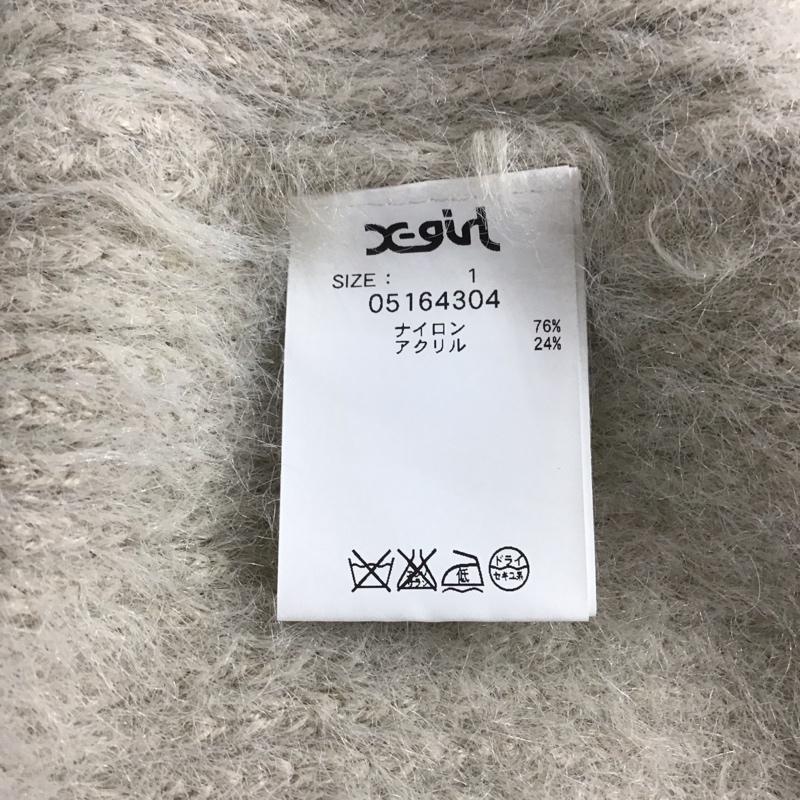 X-girl
SIZE : 1
05164304
ナイロン 76%
アクリル 24%
低
ドライ
セキユ系